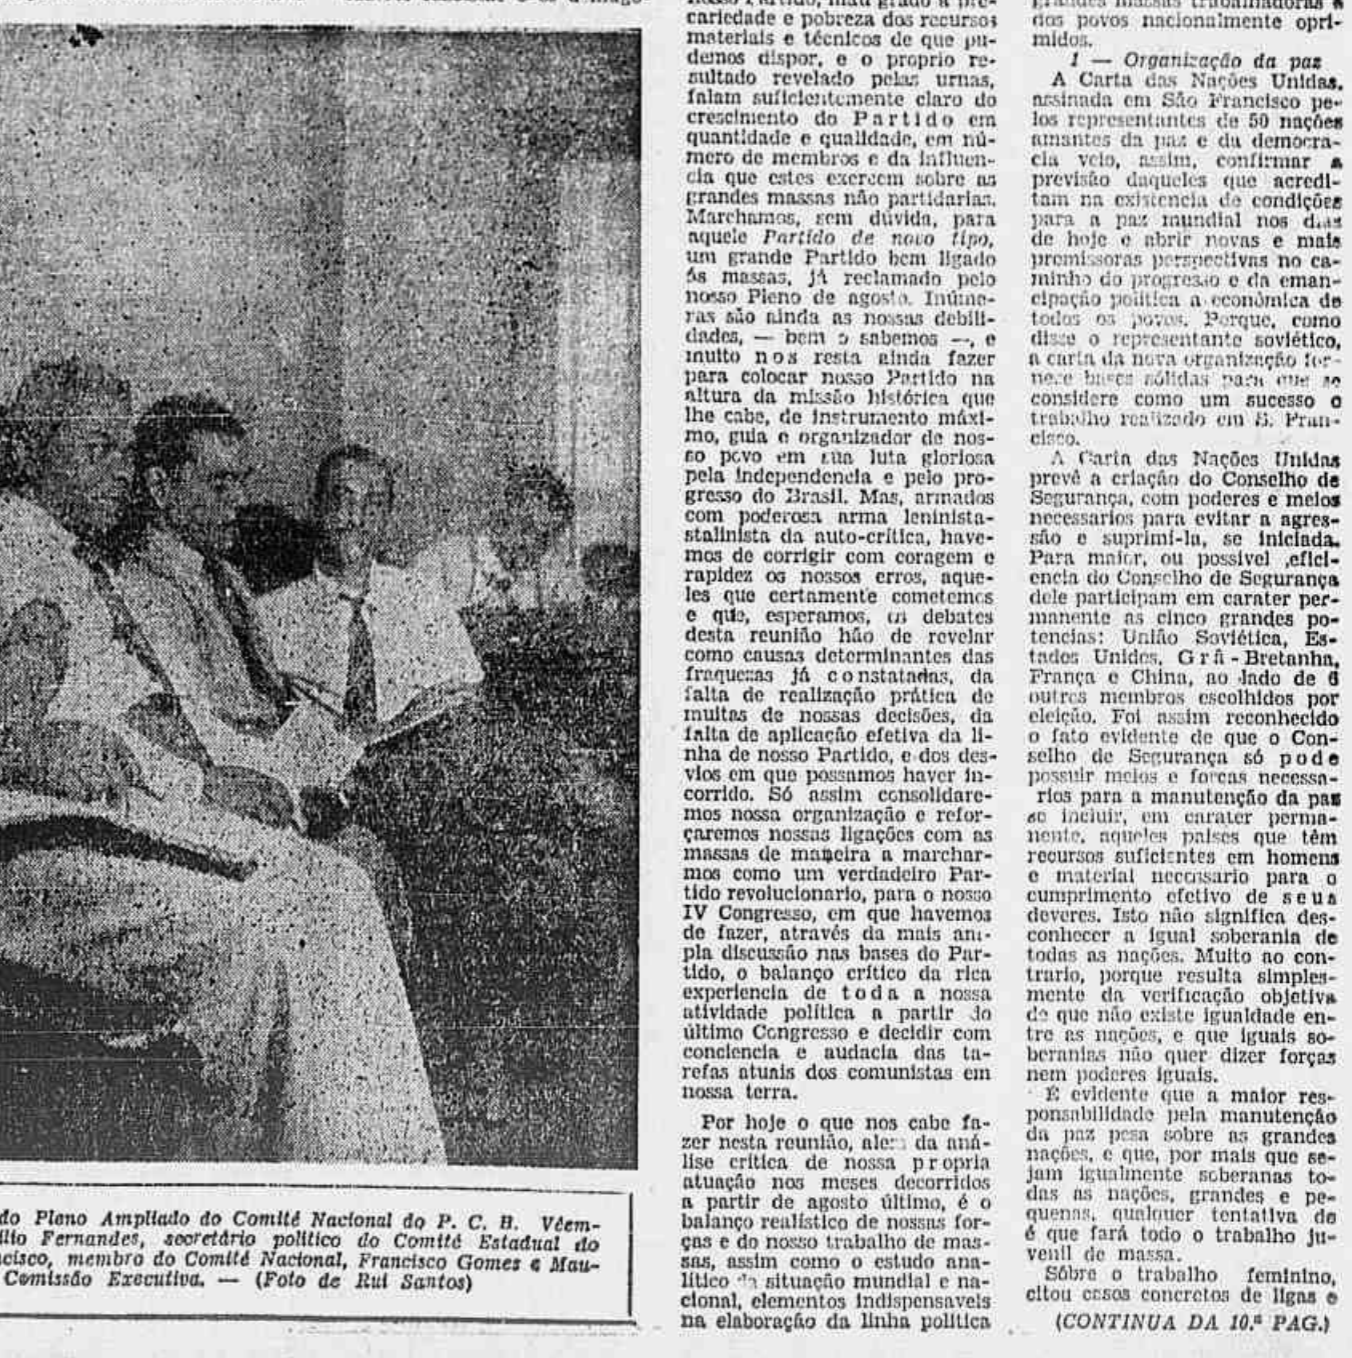 nosso Partido, mau grado a pre-
cariedade e pobreza dos recursos
materiais e técnicos de que pu-
demos dispor, e o proprio re-
sultado revelado pelas urnas,
falam suficientemente claro do
crescimento do Partido em
quantidade e qualidade, em nú-
mero de membros e da influen-
cia que estes exercem sobre as
grandes massas não partidarias.
Marchamos, sem dúvida, para
aquele Partido de novo tipo,
um grande Partido bem ligado
ás massas, já reclamado pelo
nosso Pleno de agosto. Inúme-
ras são ainda as nossas debili-
dades, — bem o sabemos —, e
muito nos resta ainda fazer
para colocar nosso Partido na
altura da missão histórica que
lhe cabe, de instrumento máxi-
mo, guia e organizador de nos-
so povo em sua luta gloriosa
pela independencia e pelo pro-
gresso do Brasil. Mas, armados
com poderosa arma leninista-
stalinista da auto-crítica, have-
mos de corrigir com coragem e
rapidez os nossos erros, aque-
les que certamente cometemos
e que, esperamos, os debates
desta reunião hão de revelar
como causas determinantes das
fraquezas já constatadas, da
falta de realização prática de
muitas de nossas decisões, da
falta de aplicação efetiva da li-
nha de nosso Partido, e dos des-
vios em que possamos haver in-
corrido. Só assim consolidare-
mos nossa organização e refor-
çaremos nossas ligações com as
massas de maneira a marchar-
mos como um verdadeiro Par-
tido revolucionario, para o nosso
IV Congresso, em que havemos
de fazer, através da mais am-
pla discussão nas bases do Par-
tido, o balanço crítico da rica
experiencia de toda a nossa
atividade política a partir do
último Congresso e decidir com
conciencia e audacia das ta-
refas atuais dos comunistas em
nossa terra.
Por hoje o que nos cabe fa-
zer nesta reunião, alem da aná-
lise crítica de nossa propria
atuação nos meses decorridos
a partir de agosto último, é o
balanço realístico de nossas for-
ças e do nosso trabalho de mas-
sas, assim como o estudo ana-
lítico da situação mundial e na-
cional, elementos indispensaveis
na elaboração da linha política
grandes massas trabalhadoras e
dos povos nacionalmente opri-
midos.
1 — Organização da paz
A Carta das Nações Unidas,
assinada em São Francisco pe-
los representantes de 50 nações
amantes da paz e da democra-
cia veio, assim, confirmar a
previsão daqueles que acredi-
tam na existencia de condições
para a paz mundial nos dias
de hoje e abrir novas e mais
promissoras perspectivas no ca-
minho do progresso e da eman-
cipação política a econômica de
todos os povos. Porque, como
disse o representante soviético,
a carta da nova organização for-
nece bases sólidas para que se
considere como um sucesso o
trabalho realizado em S. Fran-
cisco.
A Carta das Nações Unidas
prevê a criação do Conselho de
Segurança, com poderes e meios
necessarios para evitar a agres-
são e suprimi-la, se iniciada.
Para maior, ou possivel ,efici-
encia do Conselho de Segurança
dele participam em carater per-
manente as cinco grandes po-
tencias: União Soviética, Es-
tados Unidos, Grã-Bretanha,
França e China, ao lado de 6
outros membros escolhidos por
eleição. Foi assim reconhecido
o fato evidente de que o Con-
selho de Segurança só pode
possuir meios e forcas necessa-
rios para a manutenção da paz
se incluir, em carater perma-
nente, aqueles países que têm
recursos suficientes em homens
e material necessario para o
cumprimento efetivo de seus
deveres. Isto não significa des-
conhecer a igual soberania de
todas as nações. Muito ao con-
trario, porque resulta simples-
mente da verificação objetiva
de que não existe igualdade en-
tre as nações, e que iguais so-
beranias não quer dizer forças
nem poderes iguais.
É evidente que a maior res-
ponsabilidade pela manutenção
da paz pesa sobre as grandes
nações, e que, por mais que se-
jam igualmente soberanas to-
das as nações, grandes e pe-
quenas, qualquer tentativa de
é que fará todo o trabalho ju-
venil de massa.
Sôbre o trabalho feminino,
citou casos concretos de ligas e
(CONTINUA DA 10.ª PAG.)
do Pleno Ampliado do Comité Nacional do P. C. B. Vêem-
lio Fernandes, secretário político do Comité Estadual do
cisco, membro do Comité Nacional, Francisco Gomes e Mau-
Comissão Executiva. — (Foto de Rui Santos)